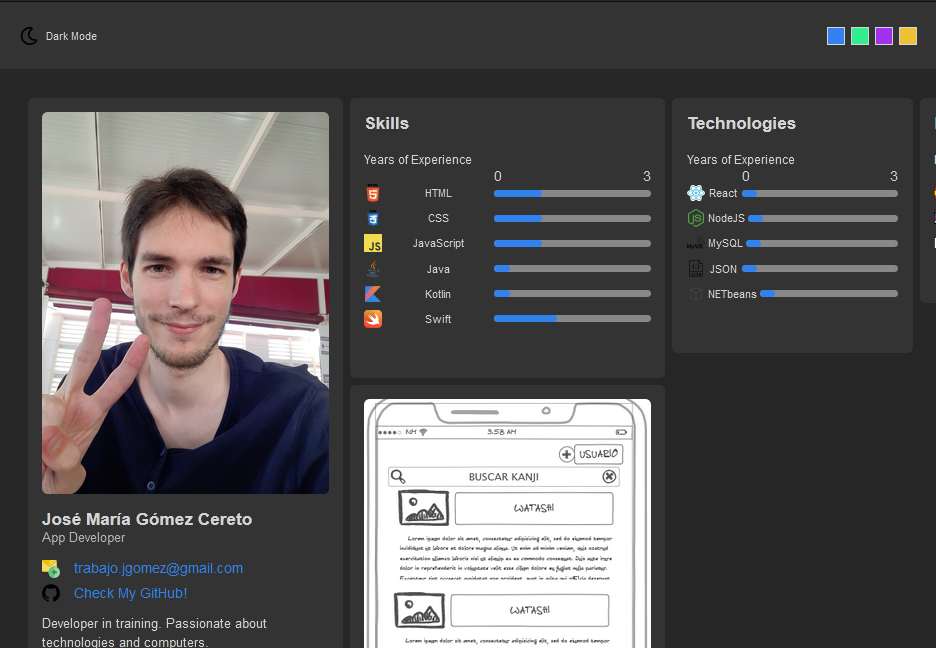 Dark Mode
José María Gómez Cereto
App Developer
trabajo.jgomez@gmail.com
Check My GitHub!
Developer in training. Passionate about
technologies and computers.
Skills
Years of Experience
0 3
HTML
CSS
JS JavaScript
Java
Kotlin
Swift
NM 3:58 AM
USUARIO
BUSCAR KANJI
WATASHI
Lorem ipsum dolor sit amet, consectetur adipisicing elit, sed do eiusmod tempor
incididunt ut labore et dolore magna aliqua. Ut enim ad minim veniam, quis nostrud
exercitation ullamco laboris nisi ut aliquip ex ea commodo consequat. Duis aute irure
dolor in reprehenderit in voluptate velit esse cillum dolore eu fugiat nulla pariatur.
Excepteur sint occaecat cupidatat non proident, sunt in culpa qui officia deserunt
WATASHI
Lorem ipsum dolor sit amet, consectetur adipisicing elit, sed do eiusmod tempor
Technologies
Years of Experience
0 3
React
JS NodeJS
MySQL MySQL
JSON
NETbeans